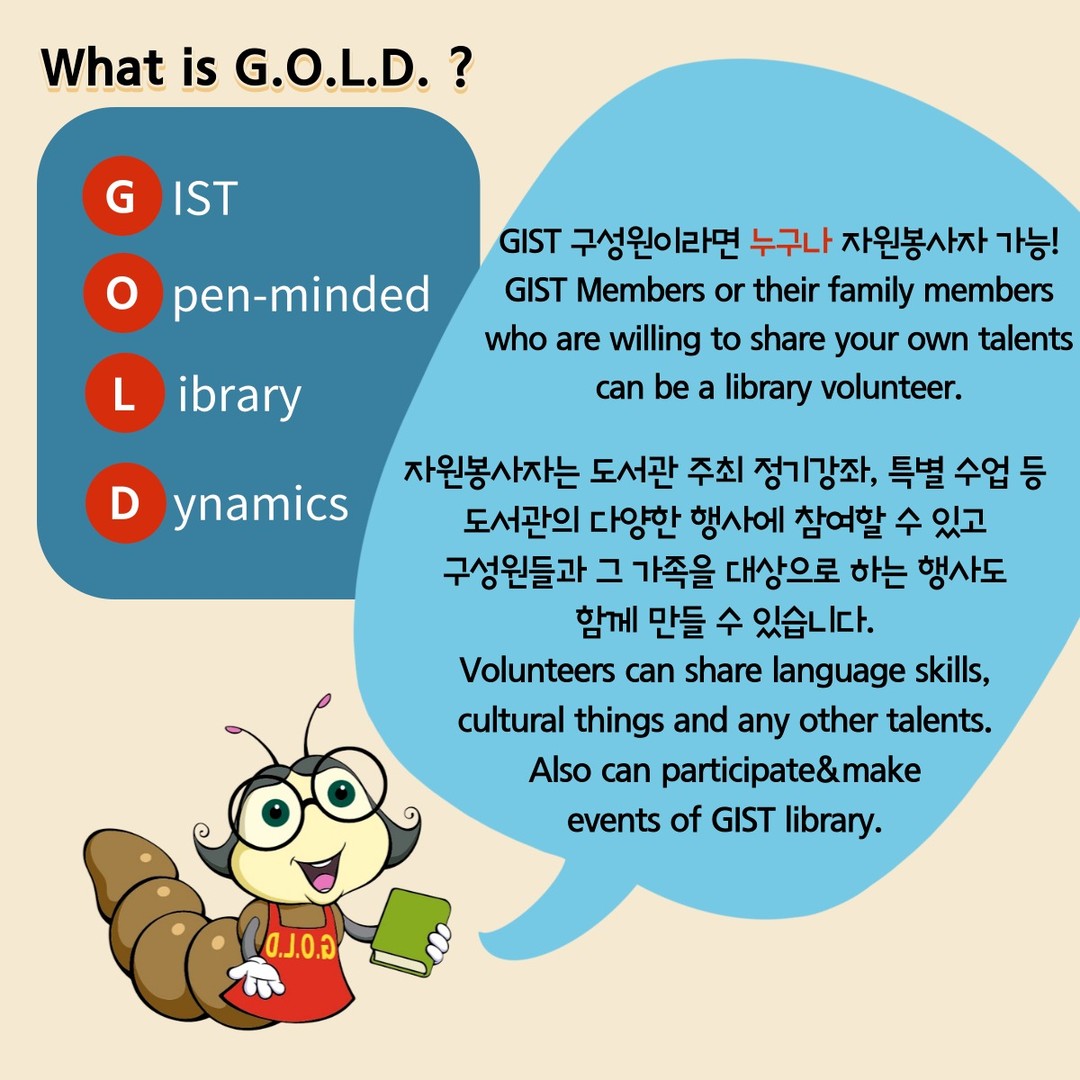 What is G.O.L.D. ?
GIST
Open-minded
Library
Dynamics
GIST 구성원이라면 누구나 자원봉사자 가능!
GIST Members or their family members
who are willing to share your own talents
can be a library volunteer.
자원봉사자는 도서관 주최 정기강좌, 특별 수업 등
도서관의 다양한 행사에 참여할 수 있고
구성원들과 그 가족을 대상으로 하는 행사도
함께 만들 수 있습니다.
Volunteers can share language skills,
cultural things and any other talents.
Also can participate&make
events of GIST library.
G.O.L.D